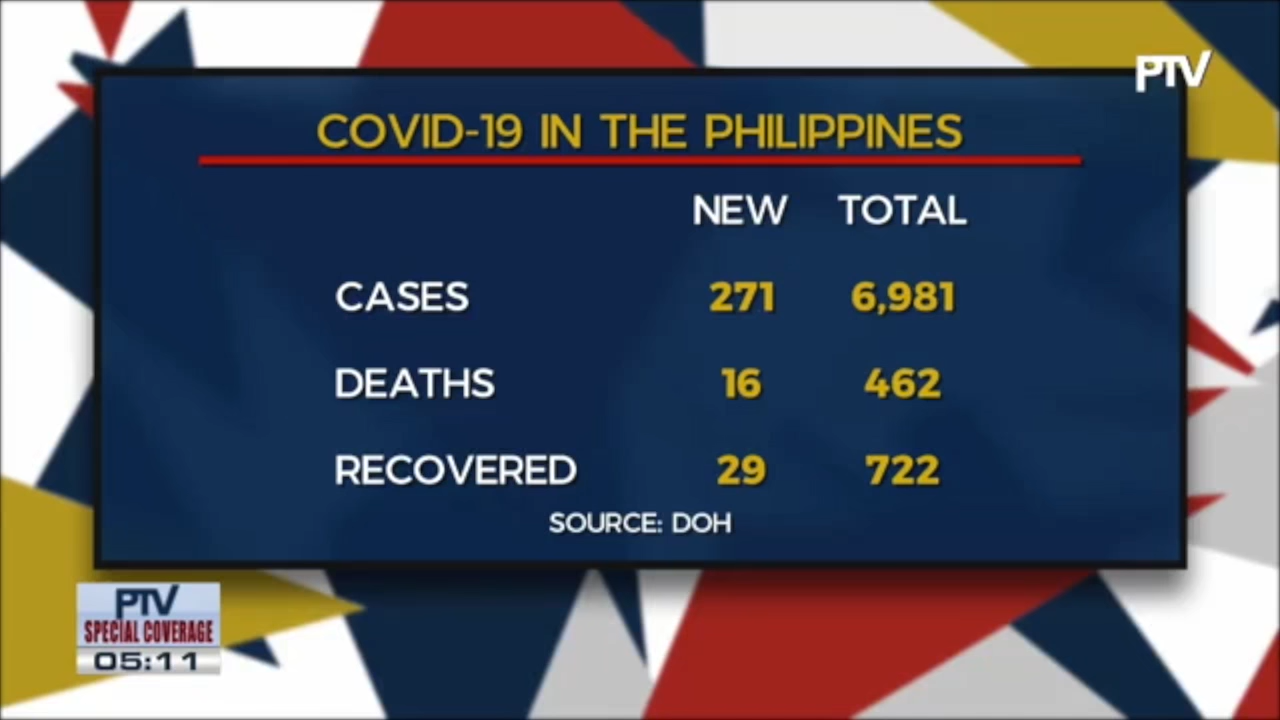 PTV
COVID-19 IN THE PHILIPPINES
NEW TOTAL
CASES 271 6,981
DEATHS 16 462
RECOVERED 29 722
SOURCE: DOH
PTV
SPECIAL COVERAGE
05:11